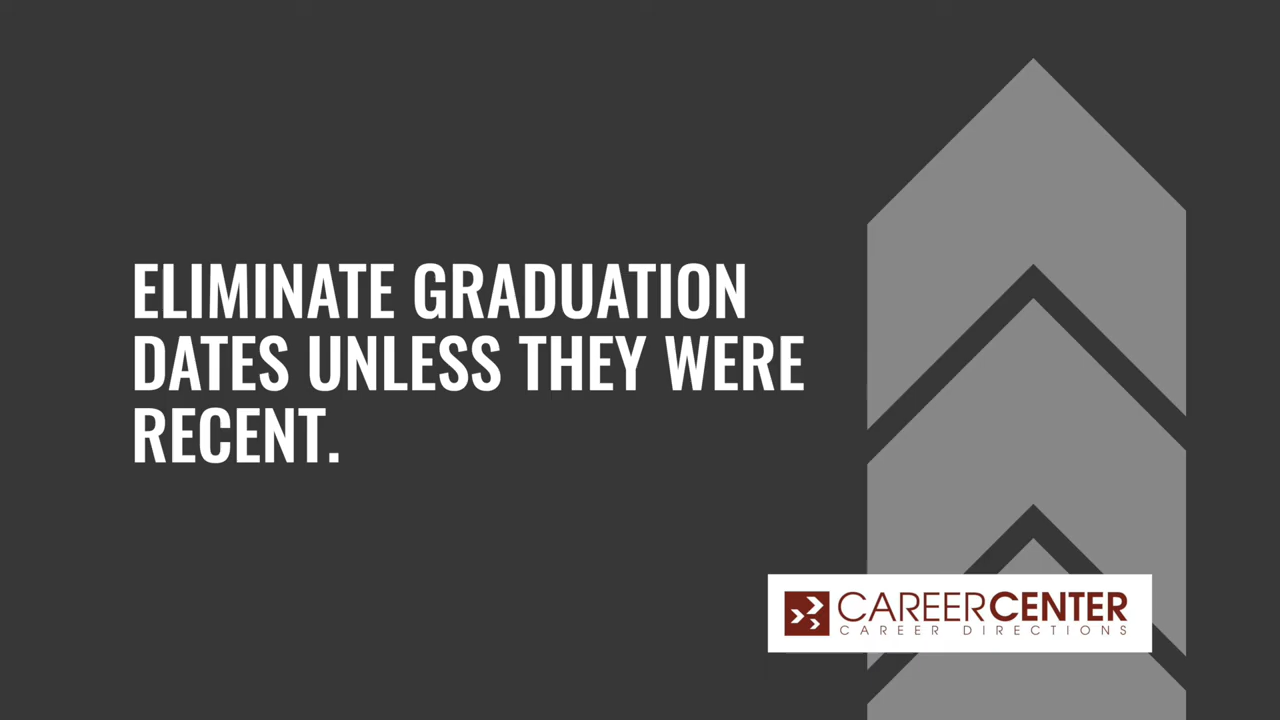 ELIMINATE GRADUATION
DATES UNLESS THEY WERE
RECENT.
CAREERCENTER
CAREER DIRECTIONS